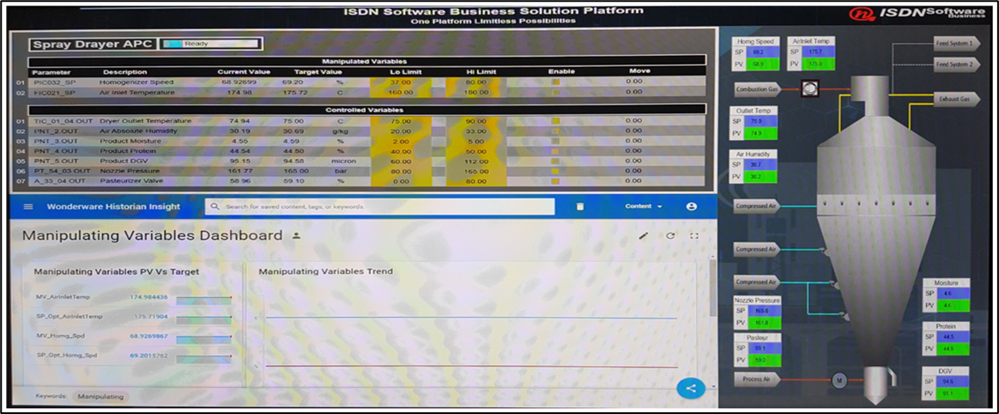 ISDN Software Business Solution Platform
One Platform Limitless Possibilities
ISDNSoftware
Business
Spray Drayer APC Ready
Manipulated Variables
Parameter Description Current Value Target Value Lo Limit Hi Limit Enable Move
01 PIC032_SP Homogenizer Speed 68.92699 69.20 % 37.00 80.00 0.00
02 FIC021_SP Air Inlet Temperature 174.98 175.72 C 160.00 180.00 0.00
Controlled Variables
01 TIC_01_04.OUT Dryer Outlet Temperature 74.94 75.00 C 75.00 90.00 0.00
02 PNT_2.OUT Air Absolute Humidity 30.19 30.69 g/kg 20.00 33.00 0.00
03 PNT_3.OUT Product Moisture 4.55 4.59 % 2.00 5.00 0.00
04 PNT_4.OUT Product Protein 44.54 44.50 % 40.00 50.00 0.00
05 PNT_5.OUT Product DGV 95.15 94.58 micron 60.00 112.00 0.00
06 PT_54_03.OUT Nozzle Pressure 161.77 165.00 bar 80.00 165.00 0.00
07 A_33_04.OUT Pasteurizer Valve 58.96 59.10 % 0.00 80.00 0.00
Wonderware Historian Insight
Search for saved content, tags, or keywords.
Content
Manipulating Variables Dashboard
Manipulating Variables PV Vs Target
MV_AirInletTemp 174.984436
SP_Opt_AirInletTemp 175.71904
MV_Homg_Spd 68.9269867
SP_Opt_Homg_Spd 69.2015762
Manipulating Variables Trend
Keywords: Manipulating
Homg Speed
SP 69.2
PV 68.9
AirInlet Temp
SP 175.7
PV 175.0
Feed System 1
Feed System 2
Combustion Gas
Exhaust Gas
Outlet Temp
SP 75.0
PV 74.9
Air Humidity
SP 30.7
PV 30.2
Compressed Air
Compressed Air
Compressed Air
Nozzle Pressure
SP 165.0
PV 161.8
Pasteur
SP 59.1
PV 59.0
Process Air
M
Moisture
SP 4.6
PV 4.6
Protein
SP 44.5
PV 44.5
DGV
SP 94.6
PV 95.1